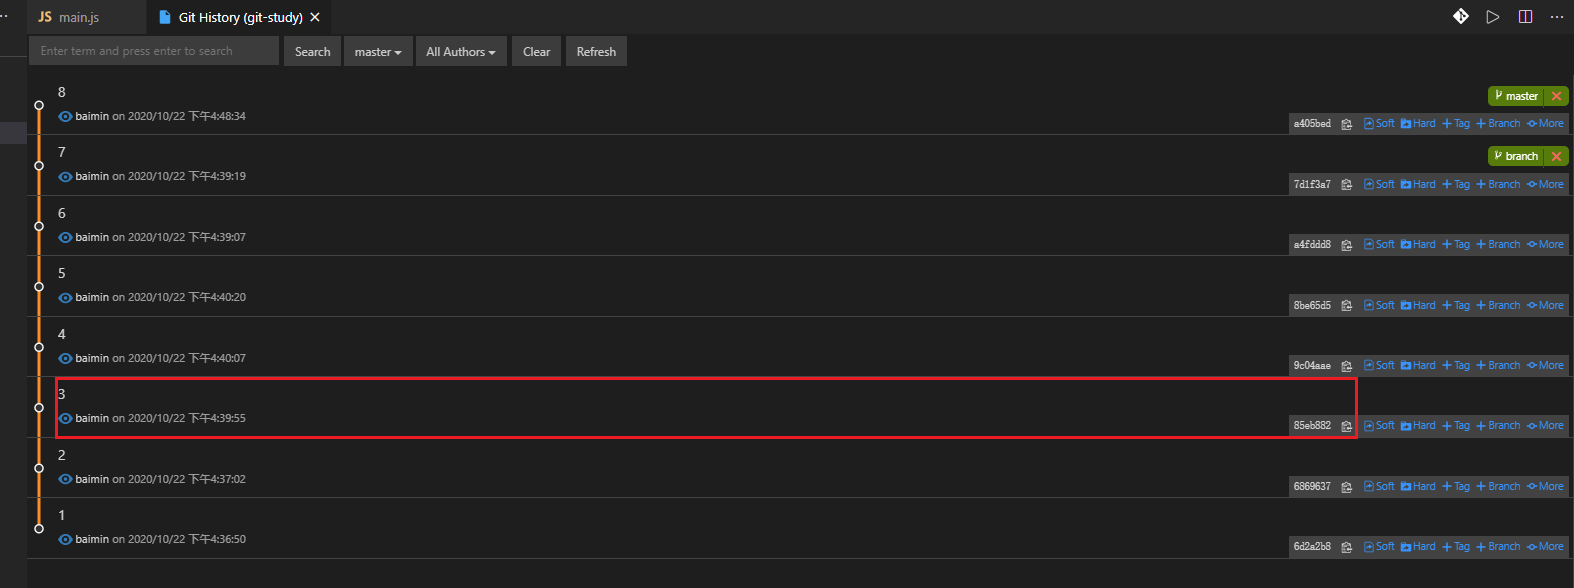 JS main.js Git History (git-study)
Enter term and press enter to search Search master All Authors Clear Refresh
8
master
baimin on 2020/10/22 下午4:48:34
a405bed Soft Hard Tag Branch More
7
branch
baimin on 2020/10/22 下午4:39:19
7d1f3a7 Soft Hard Tag Branch More
6
baimin on 2020/10/22 下午4:39:07
a4fddd8 Soft Hard Tag Branch More
5
baimin on 2020/10/22 下午4:40:20
8be65d5 Soft Hard Tag Branch More
4
baimin on 2020/10/22 下午4:40:07
9c04aae Soft Hard Tag Branch More
3
baimin on 2020/10/22 下午4:39:55
85eb882 Soft Hard Tag Branch More
2
baimin on 2020/10/22 下午4:37:02
6869637 Soft Hard Tag Branch More
1
baimin on 2020/10/22 下午4:36:50
6d2a2b8 Soft Hard Tag Branch More